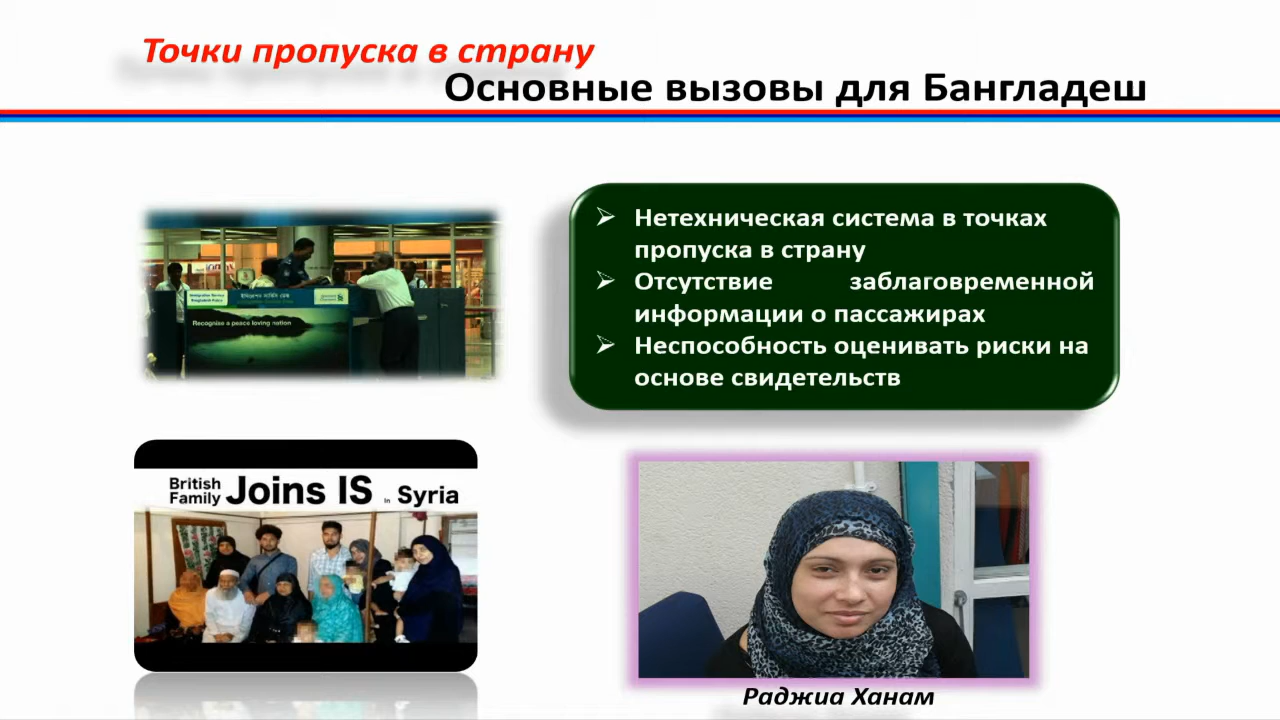 Точки пропуска в страну
Основные вызовы для Бангладеш
Нетехническая система в точках
пропуска в страну
Отсутствие заблаговременной
информации о пассажирах
Неспособность оценивать риски на
основе свидетельств
Recognise a peace loving nation
British
Family Joins IS in Syria
Раджиа Ханам